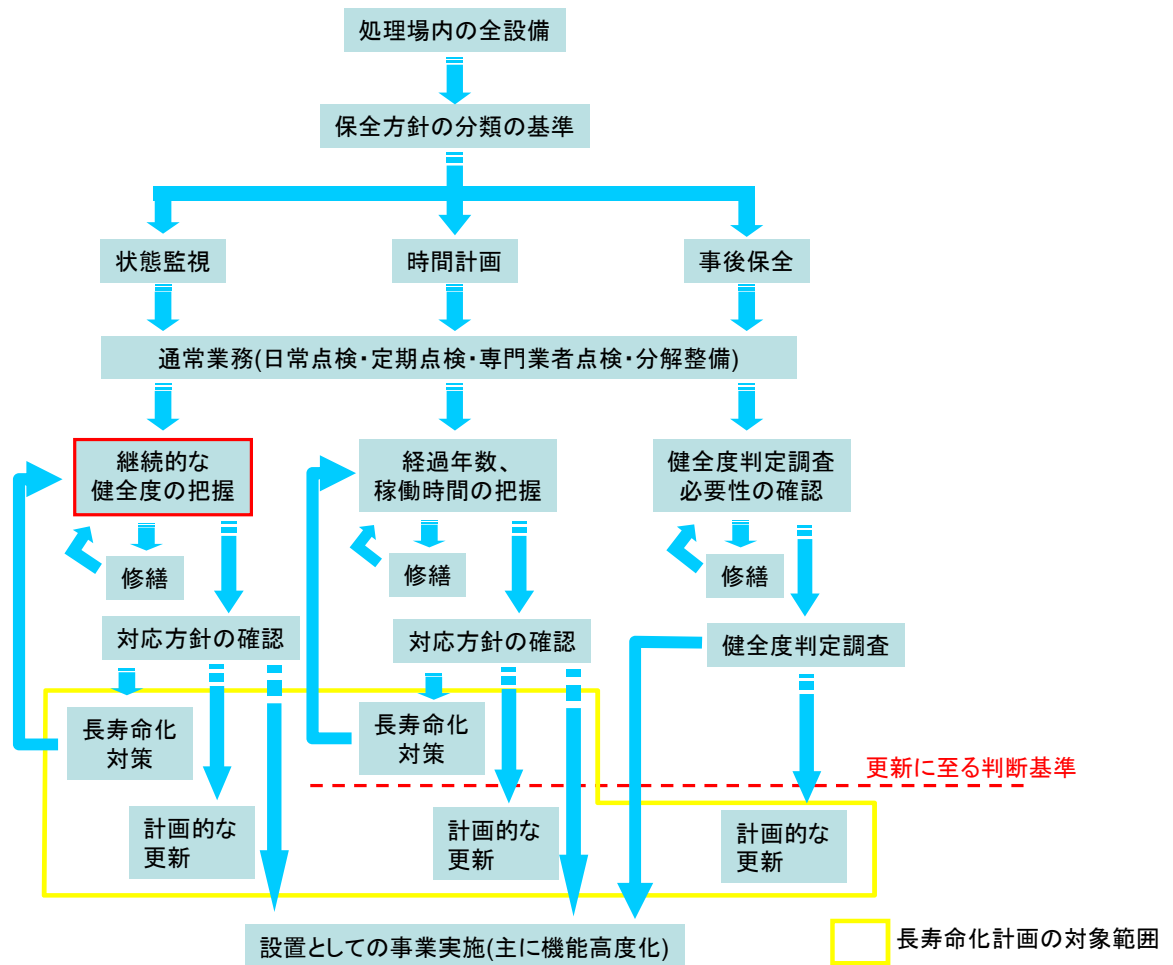 処理場内の全設備
保全方針の分類の基準
状態監視
時間計画
事後保全
通常業務(日常点検・定期点検・専門業者点検・分解整備)
継続的な
健全度の把握
経過年数、
稼働時間の把握
健全度判定調査
必要性の確認
修繕
修繕
修繕
対応方針の確認
対応方針の確認
健全度判定調査
長寿命化
対策
長寿命化
対策
更新に至る判断基準
計画的な
更新
計画的な
更新
計画的な
更新
設置としての事業実施(主に機能高度化)
長寿命化計画の対象範囲